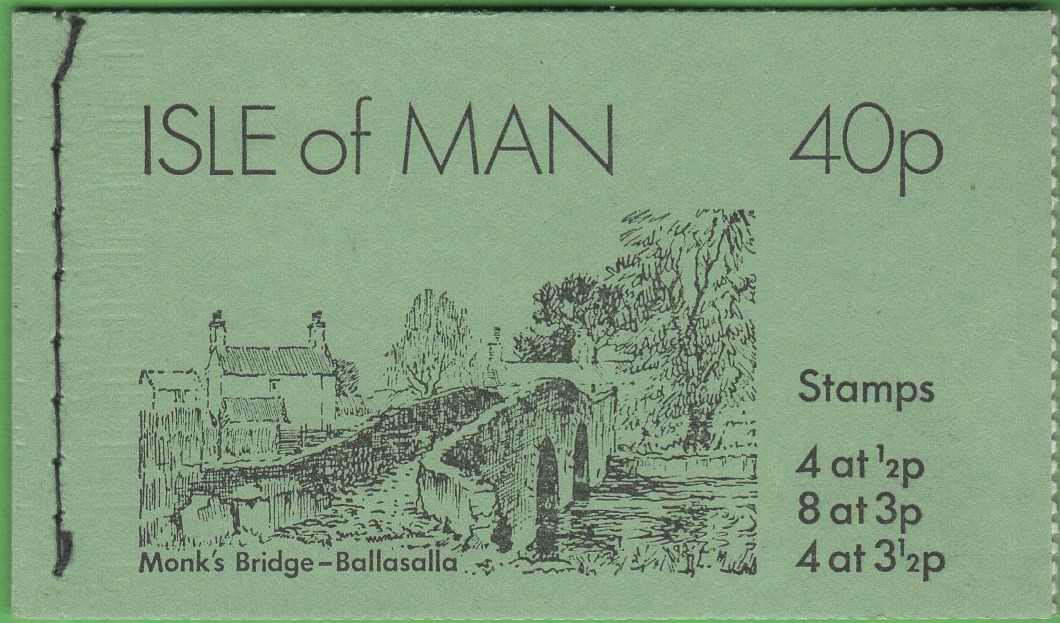 ISLE of MAN 40p
Monk's Bridge–Ballasalla
Stamps
4 at ½p
8 at 3p
4 at 3½p